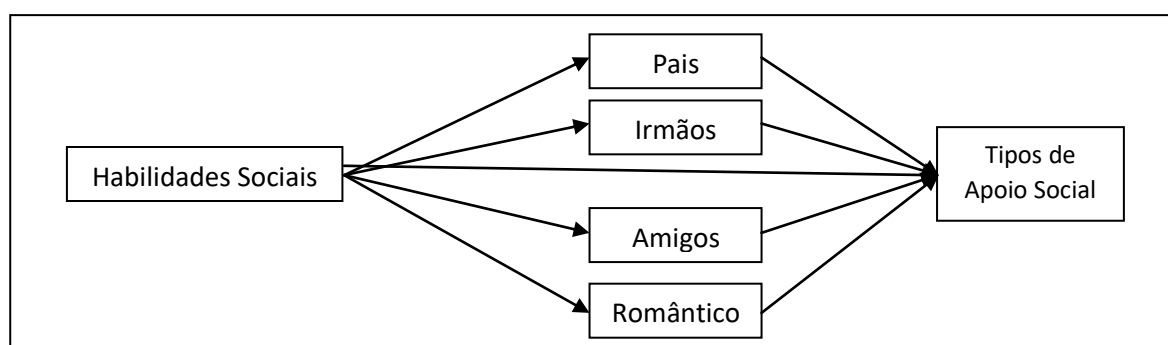 Pais
Irmãos
Habilidades Sociais
Tipos de
Apoio Social
Amigos
Romântico